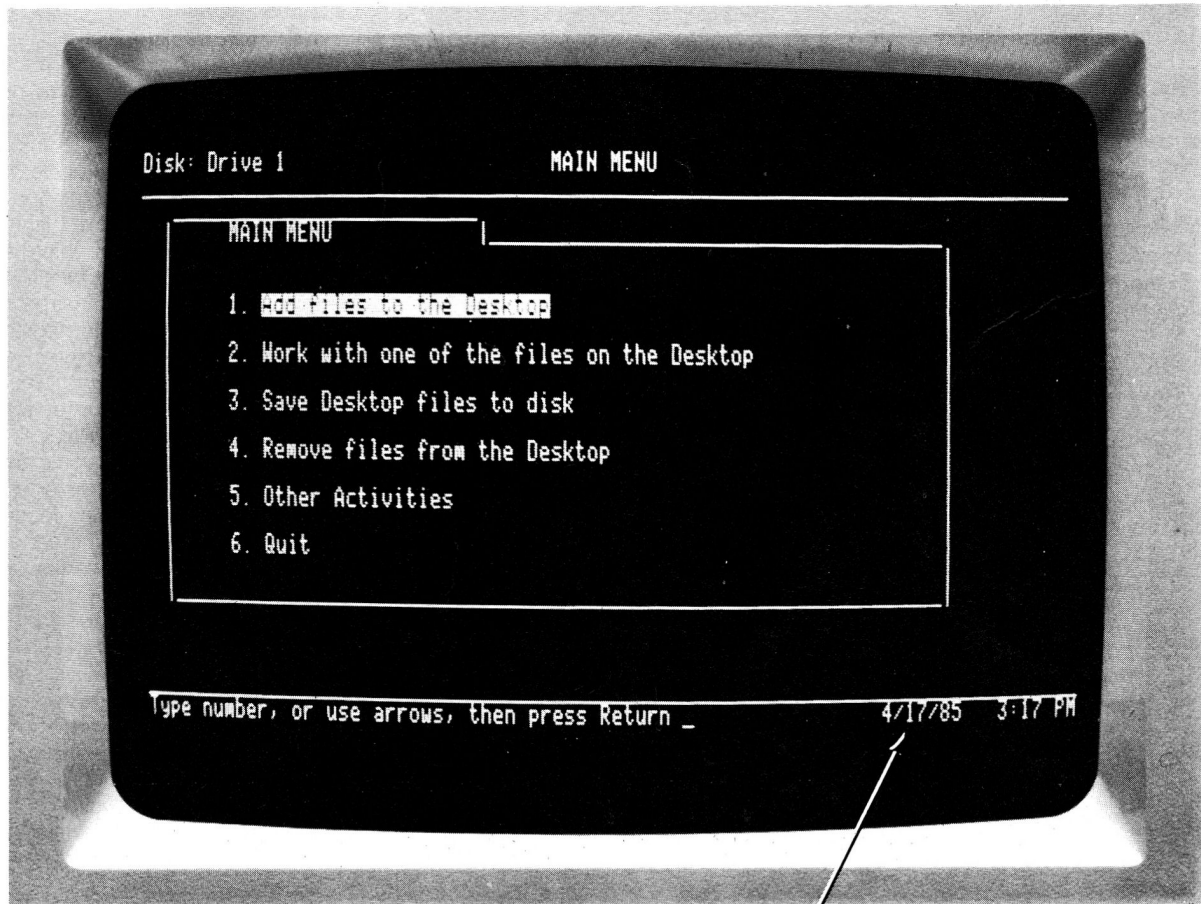 Disk: Drive 1 MAIN MENU
MAIN MENU
1. Add files to the Desktop
2. Work with one of the files on the Desktop
3. Save Desktop files to disk
4. Remove files from the Desktop
5. Other Activities
6. Quit
Type number, or use arrows, then press Return _ 4/17/85 3:17 PM